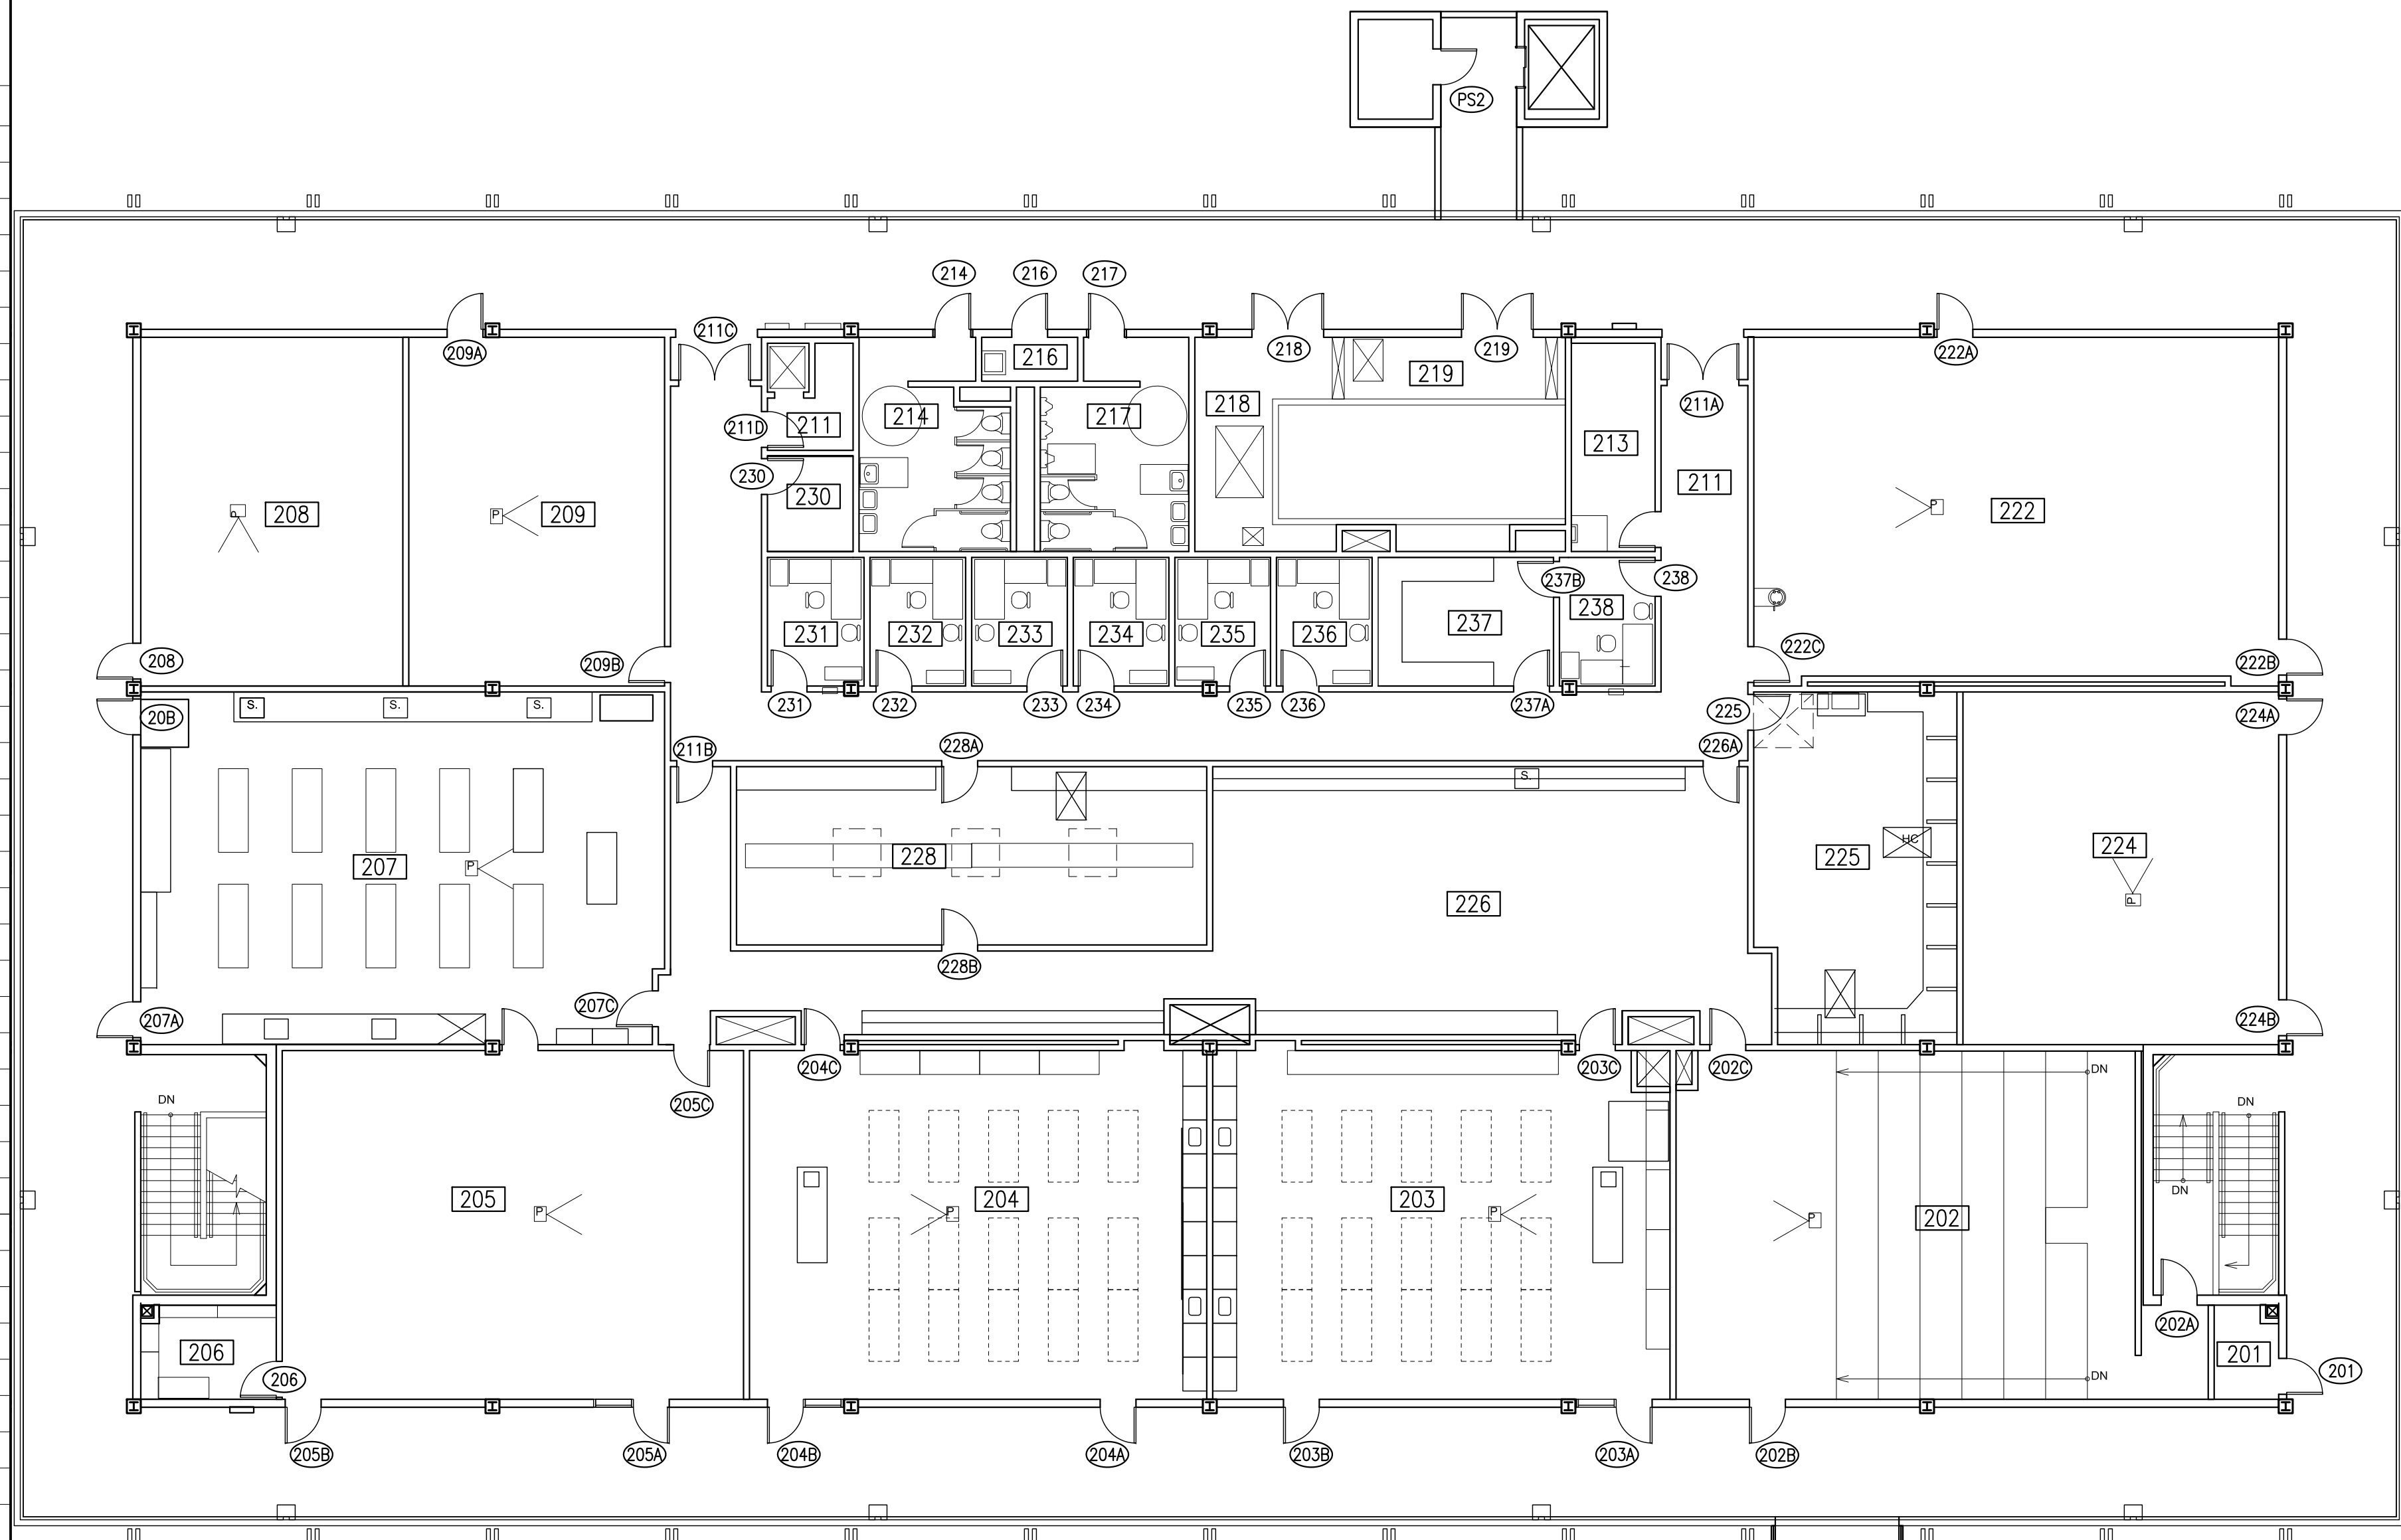 PS2
214
216
217
211C
209A
218
219
222A
216
219
218
211A
214
217
211D
211
213
230
211
230
208
P
P
209
P
222
237B
238
238
231
232
233
234
235
236
237
208
209B
222C
222B
S.
S.
S.
20B
231
232
233
234
235
236
237A
225
224A
211B
228A
226A
S.
HC
207
P
228
225
224
P
226
228B
207C
207A
224B
204C
203C
202C
205C
DN
DN
DN
DN
205
P
P
204
203
P
P
202
206
206
202A
201
201
DN
205B
205A
204B
204A
203B
203A
202B